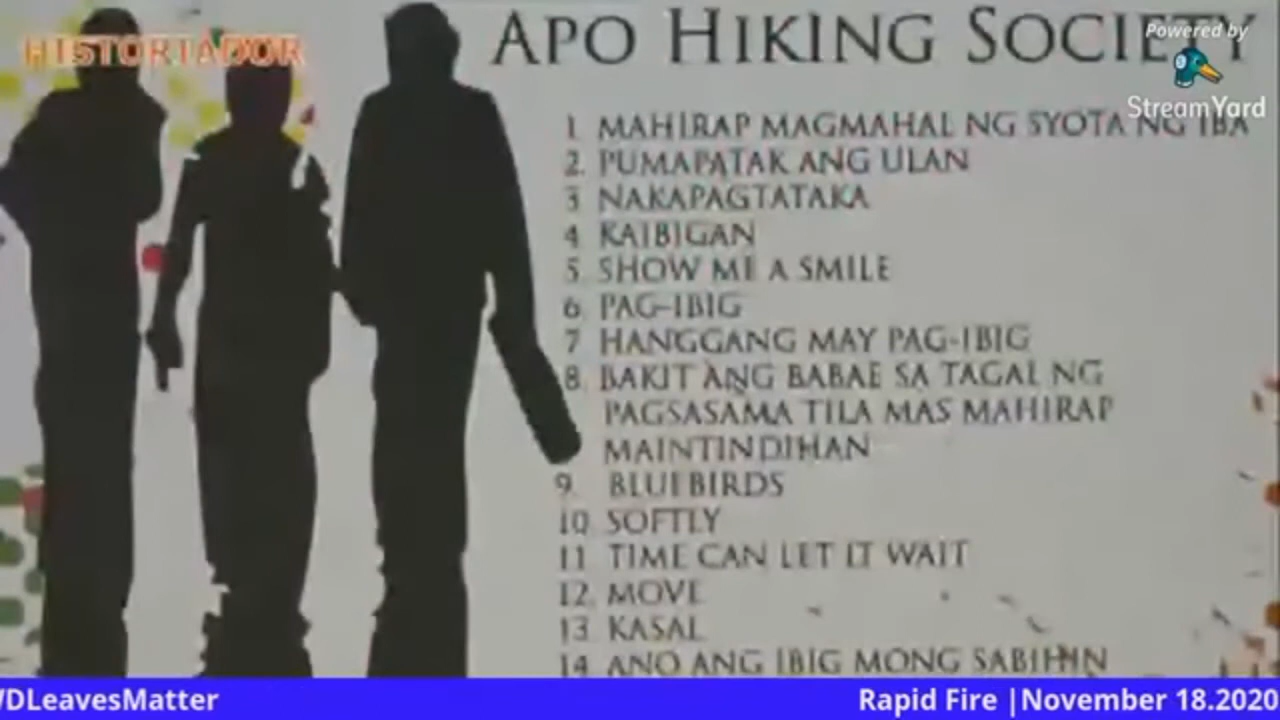 HISTORIADOR
APO HIKING SOCIETY
Powered by
StreamYard
1. MAHIRAP MAGMAHAL NG SYOTA NG IBA
2. PUMAPATAK ANG ULAN
3 NAKAPAGTATAKA
4 KAIBIGAN
5. SHOW ME A SMILE
6. PAG-IBIG
7 HANGGANG MAY PAG-IBIG
8. BAKIT ANG BABAE SA TAGAL NG
PAGSASAMA TILA MAS MAHIRAP
MAINTINDIHAN
9. BLUEBIRDS
10. SOFTLY
11 TIME CAN LET IT WAIT
12. MOVE
13. KASAL
14. ANO ANG IBIG MONG SABIHIN
VDLeavesMatter
Rapid Fire |November 18.2020